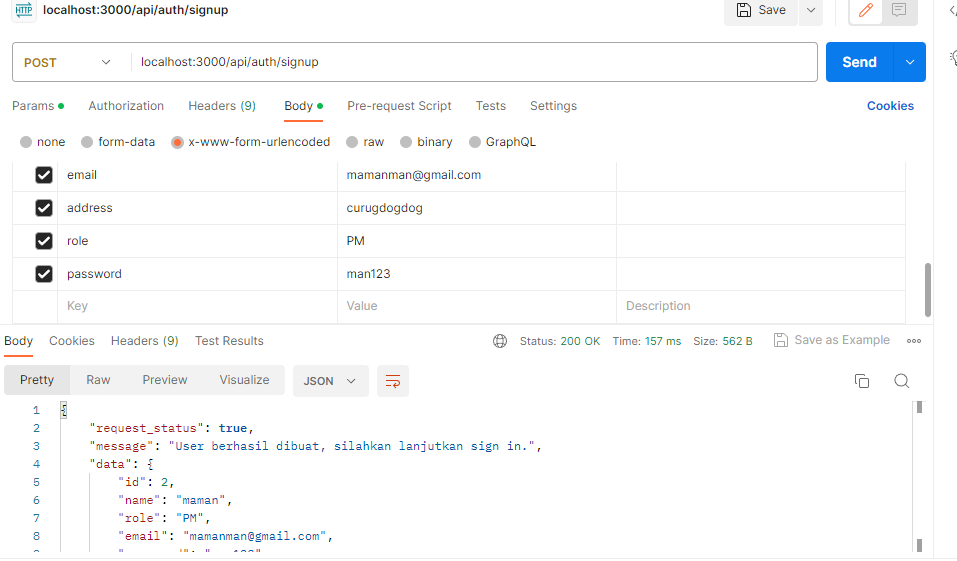 HTTP localhost:3000/api/auth/signup Save
POST localhost:3000/api/auth/signup Send
Params Authorization Headers (9) Body Pre-request Script Tests Settings Cookies
none form-data x-www-form-urlencoded raw binary GraphQL
email mamanman@gmail.com
address curugdogdog
role PM
password man123
Key Value Description
Body Cookies Headers (9) Test Results Status: 200 OK Time: 157 ms Size: 562 B Save as Example
Pretty Raw Preview Visualize JSON
1 {
2 "request_status": true,
3 "message": "User berhasil dibuat, silahkan lanjutkan sign in.",
4 "data": {
5 "id": 2,
6 "name": "maman",
7 "role": "PM",
8 "email": "mamanman@gmail.com",